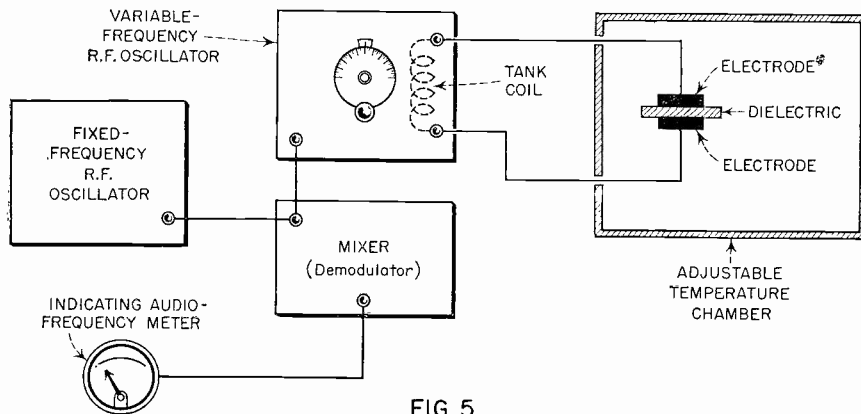 VARIABLE-
FREQUENCY
R.F. OSCILLATOR
TANK
COIL
ELECTRODE
DIELECTRIC
ELECTRODE
FIXED-
FREQUENCY
R.F.
OSCILLATOR
MIXER
(Demodulator)
ADJUSTABLE
TEMPERATURE
CHAMBER
INDICATING AUDIO-
FREQUENCY METER
FIG 5